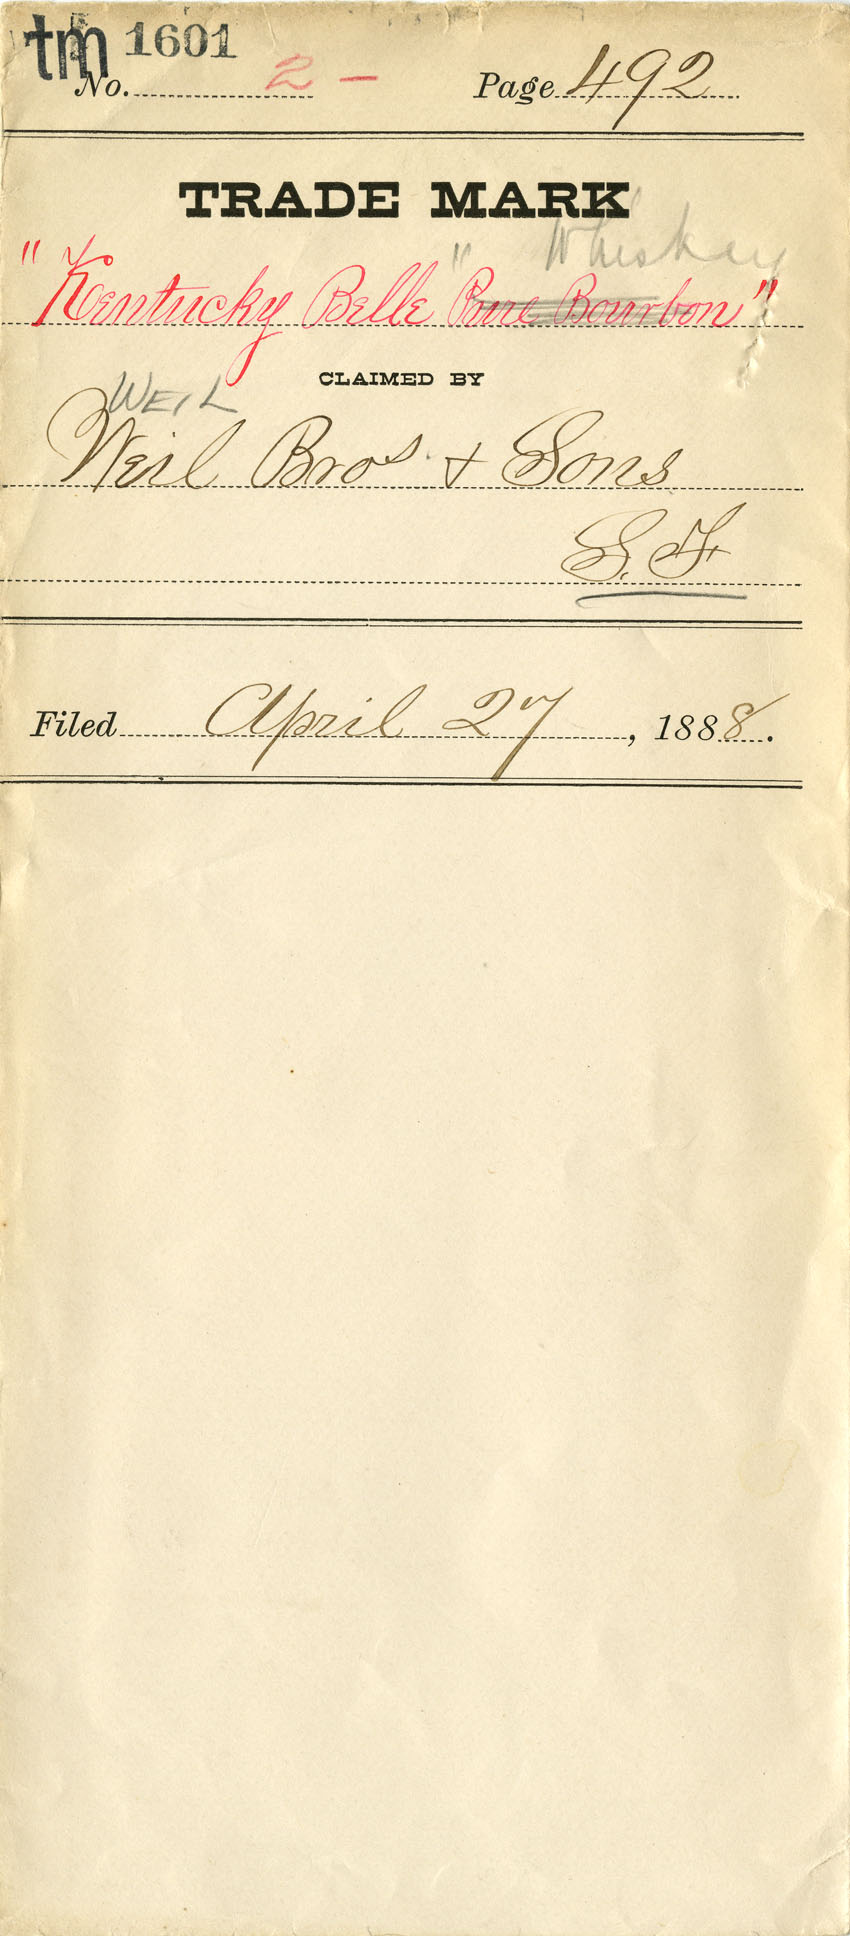 tm 1601
No. 2 - Page 492
TRADE MARK
Whiskey
"Kentucky Belle" Pure Bourbon"
CLAIMED BY
WEIL
Weil Bros. & Sons
S. F.
Filed April 27, 1888.